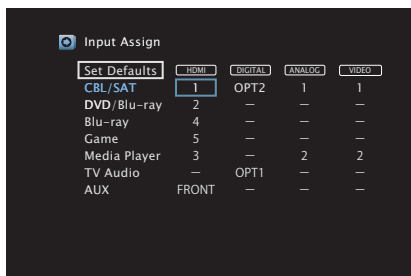 Input Assign
Set Defaults HDMI DIGITAL ANALOG VIDEO
CBL/SAT 1 OPT2 1 1
DVD/Blu-ray 2 – – –
Blu-ray 4 – – –
Game 5 – – –
Media Player 3 – 2 2
TV Audio – OPT1 – –
AUX FRONT – – –